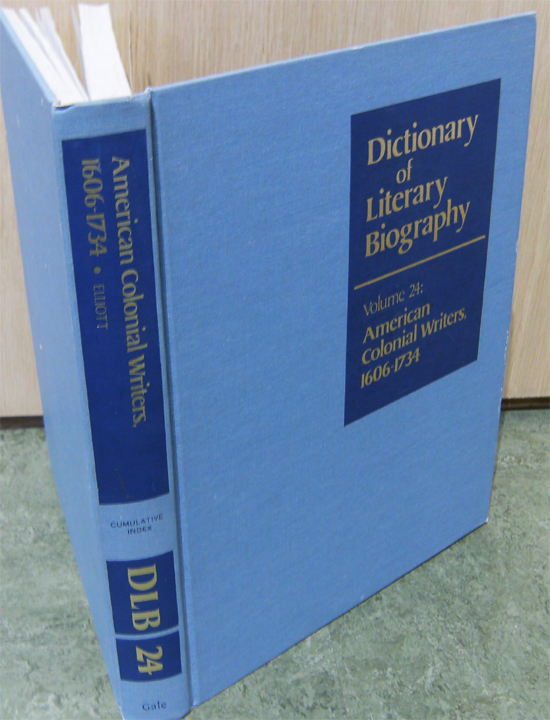 American Colonial Writers,
1606-1734 • ELLIOTT
CUMULATIVE
INDEX
DLB 24
Gale
Dictionary
of
Literary
Biography
Volume 24:
American
Colonial Writers,
1606-1734